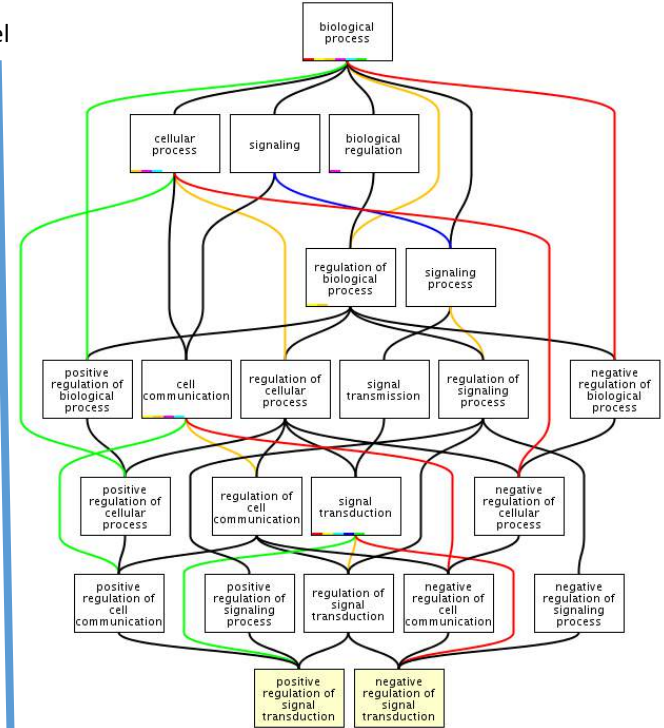 biological
process
el
cellular
process
signaling
biological
regulation
regulation of
biological
process
signaling
process
positive
regulation of
biological
process
cell
communication
regulation of
cellular
process
signal
transmission
regulation of
signaling
process
negative
regulation of
biological
process
positive
regulation of
cellular
process
regulation of
cell
communication
signal
transduction
negative
regulation of
cellular
process
positive
regulation of
cell
communication
positive
regulation of
signaling
process
regulation of
signal
transduction
negative
regulation of
cell
communication
negative
regulation of
signaling
process
positive
regulation of
signal
transduction
negative
regulation of
signal
transduction